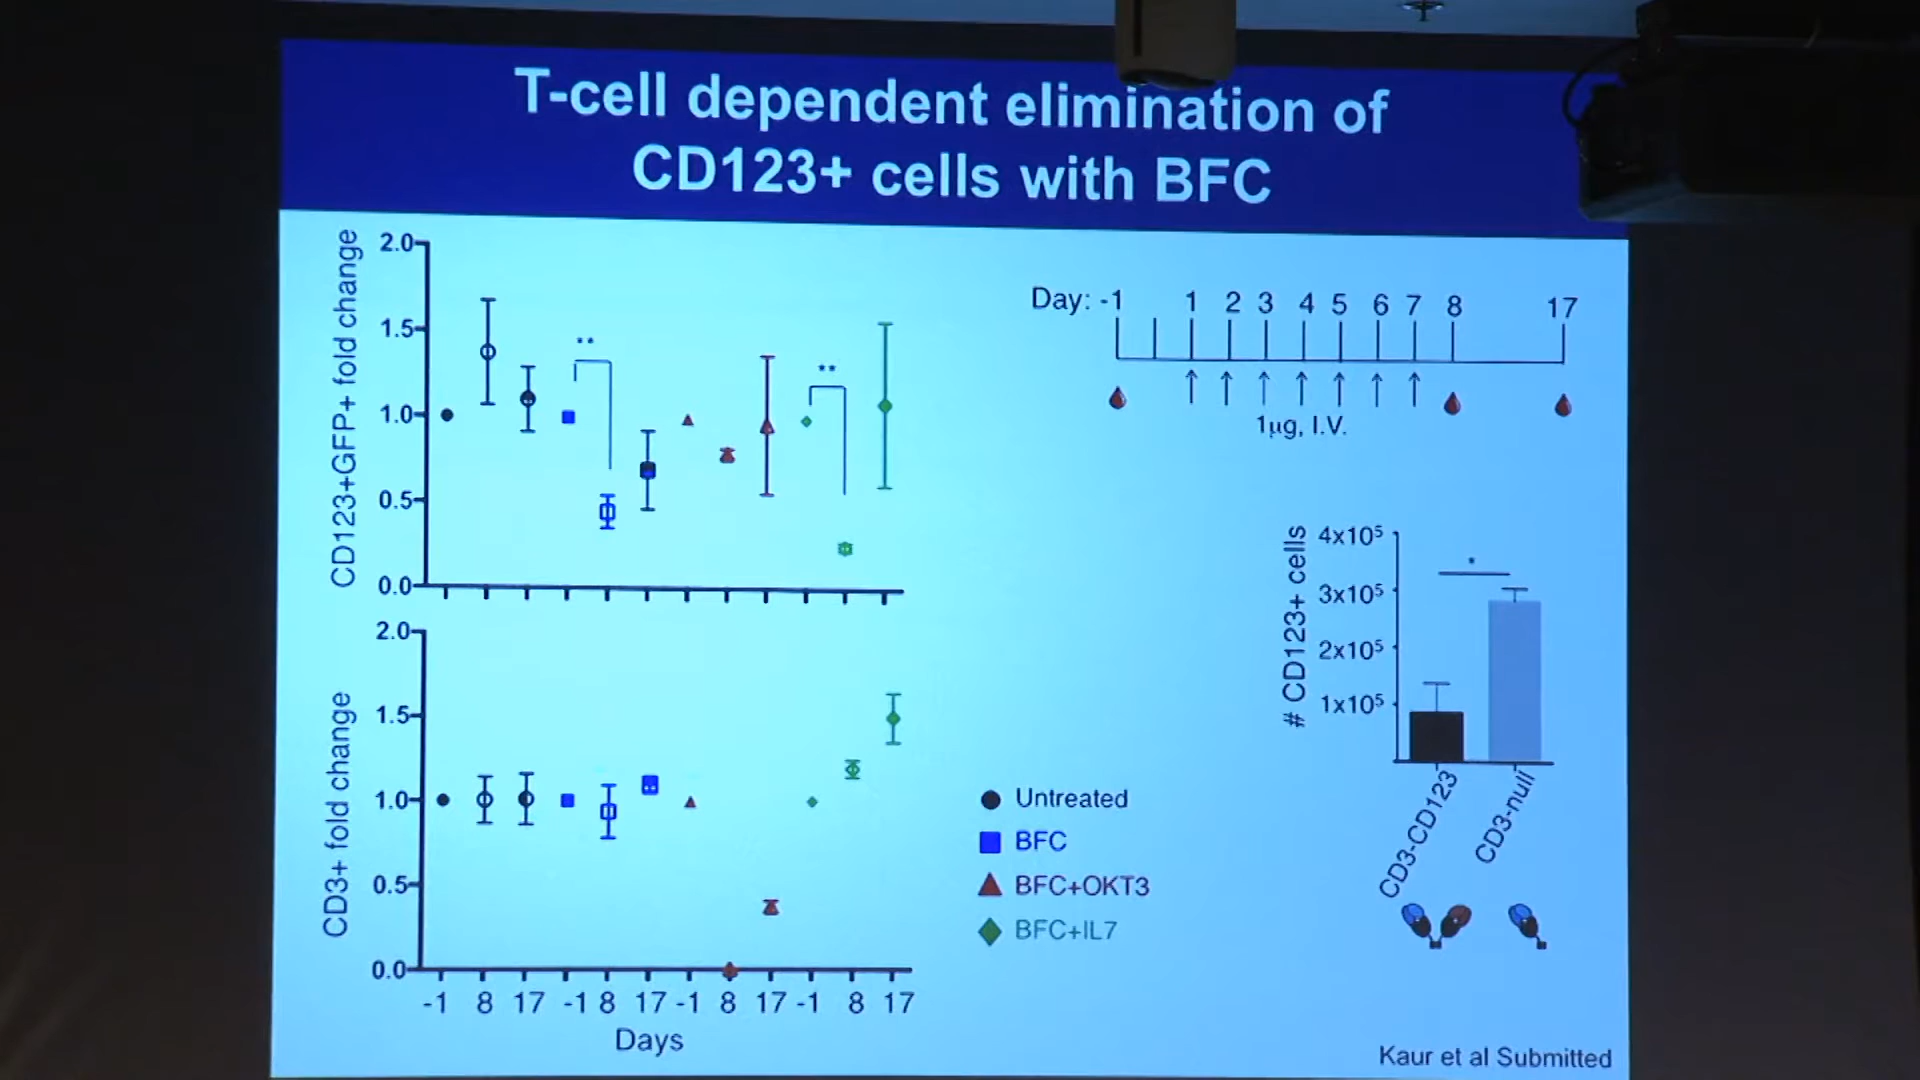 T-cell dependent elimination of
CD123+ cells with BFC
CD123+GFP+ fold change
2.0
1.5
1.0
0.5
0.0
**
**
Day: -1 1 2 3 4 5 6 7 8 17
1μg, I.V.
# CD123+ cells
4x10⁵
3x10⁵
2x10⁵
1x10⁵
*
CD3-CD123
CD3-null
CD3+ fold change
2.0
1.5
1.0
0.5
0.0
-1 8 17 -1 8 17 -1 8 17 -1 8 17
Days
Untreated
BFC
BFC+OKT3
BFC+IL7
Kaur et al Submitted